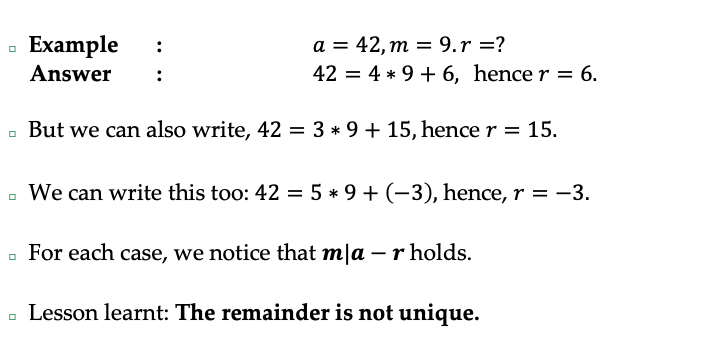 ▫ Example : a = 42, m = 9. r =?
Answer : 42 = 4 ∗ 9 + 6, hence r = 6.
▫ But we can also write, 42 = 3 ∗ 9 + 15, hence r = 15.
▫ We can write this too: 42 = 5 ∗ 9 + (−3), hence, r = −3.
▫ For each case, we notice that m|a − r holds.
▫ Lesson learnt: The remainder is not unique.